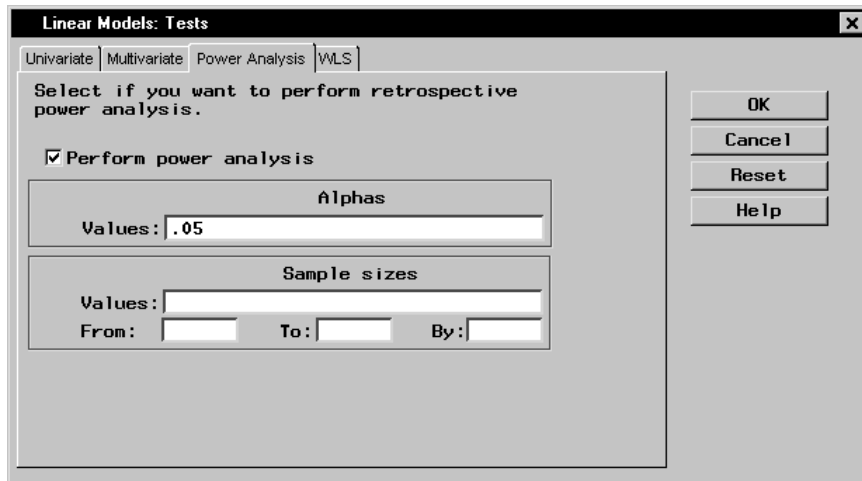 Linear Models: Tests
Univariate Multivariate Power Analysis WLS
Select if you want to perform retrospective
power analysis.
Perform power analysis
Alphas
Values: .05
Sample sizes
Values:
From: To: By:
OK
Cancel
Reset
Help